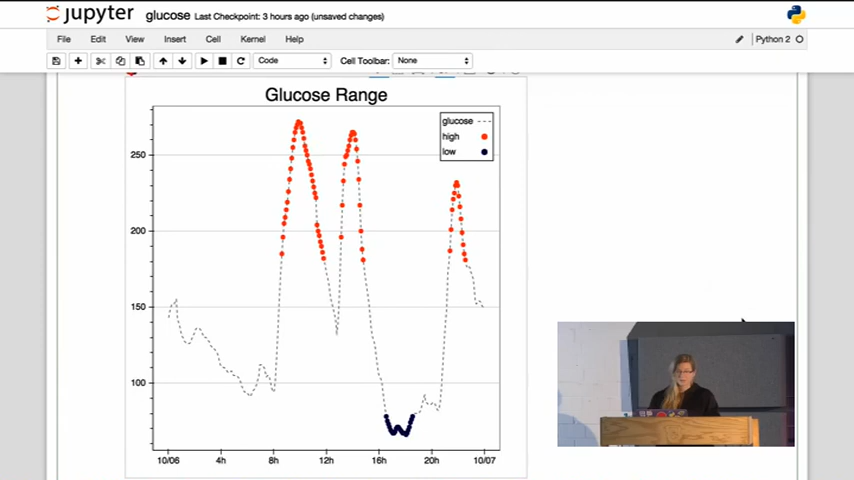 jupyter glucose Last Checkpoint: 3 hours ago (unsaved changes)
File Edit View Insert Cell Kernel Help Python 2
Code Cell Toolbar: None
Glucose Range
glucose
high
low
250
200
150
100
10/06 4h 8h 12h 16h 20h 10/07